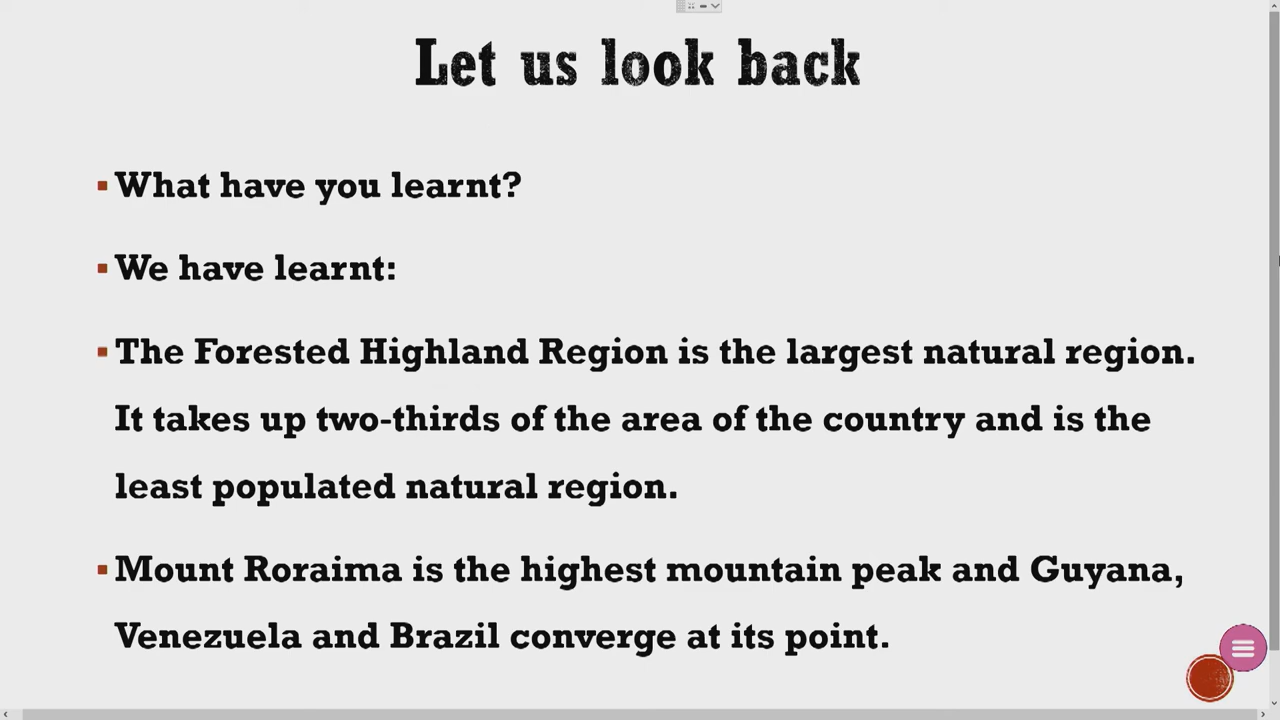 Let us look back
What have you learnt?
We have learnt:
The Forested Highland Region is the largest natural region.
It takes up two-thirds of the area of the country and is the
least populated natural region.
Mount Roraima is the highest mountain peak and Guyana,
Venezuela and Brazil converge at its point.